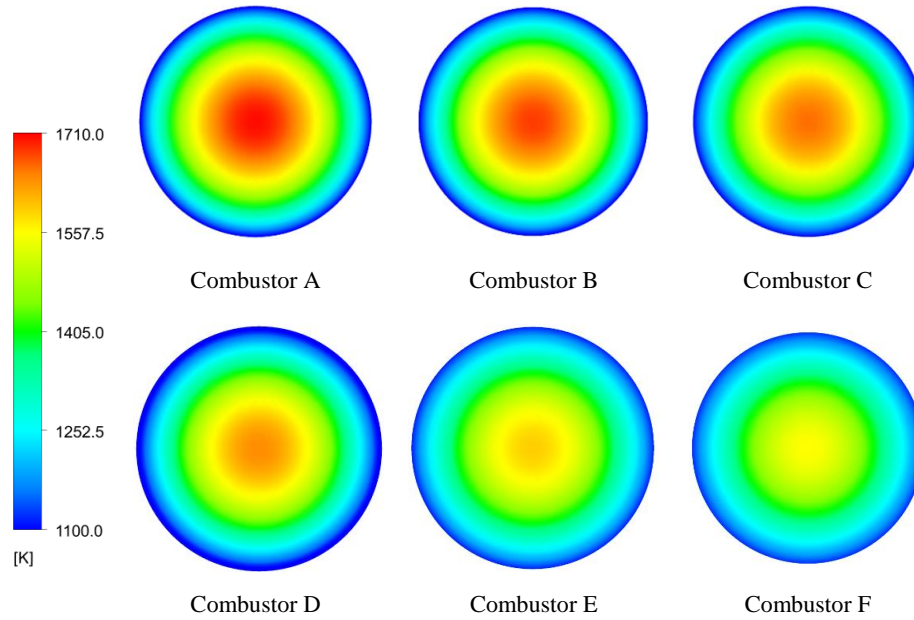 1710.0
1557.5
1405.0
1252.5
1100.0
[K]
Combustor A
Combustor B
Combustor C
Combustor D
Combustor E
Combustor F